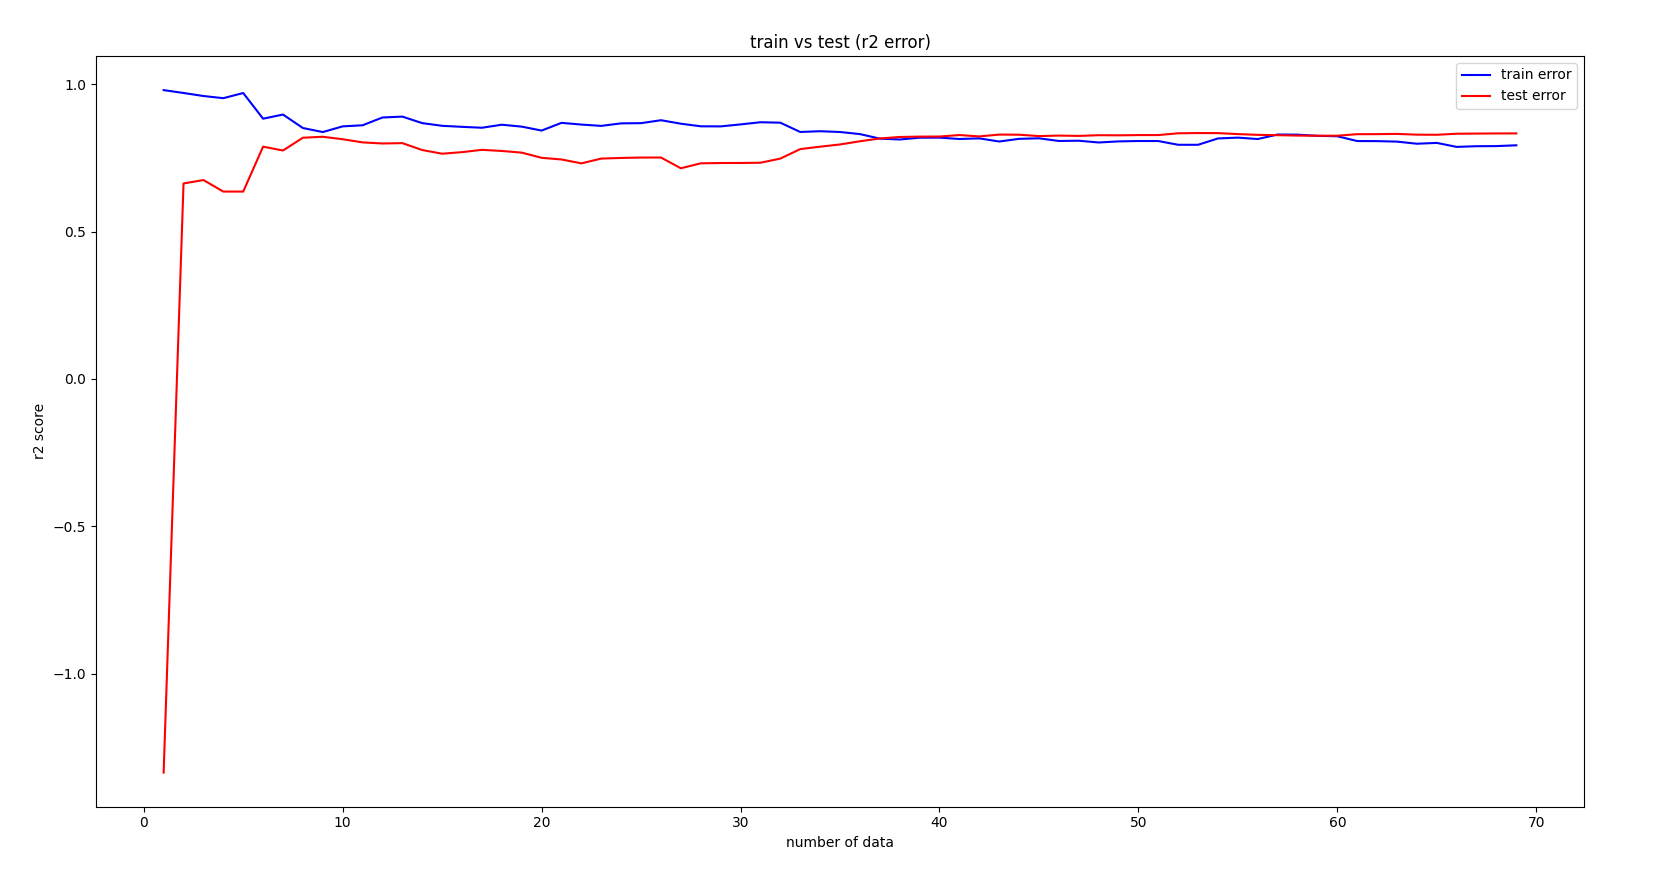 train vs test (r2 error)
train error
test error
1.0
0.5
0.0
−0.5
−1.0
r2 score
0 10 20 30 40 50 60 70
number of data